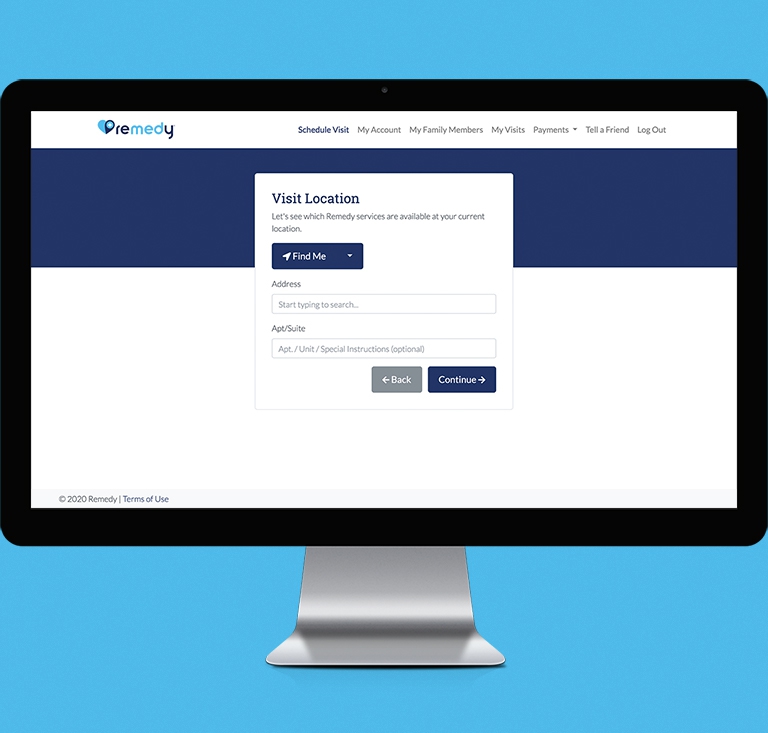 remedy
Schedule Visit My Account My Family Members My Visits Payments Tell a Friend Log Out
Visit Location
Let's see which Remedy services are available at your current
location.
Find Me
Address
Start typing to search...
Apt/Suite
Apt. / Unit / Special Instructions (optional)
Back Continue
© 2020 Remedy | Terms of Use